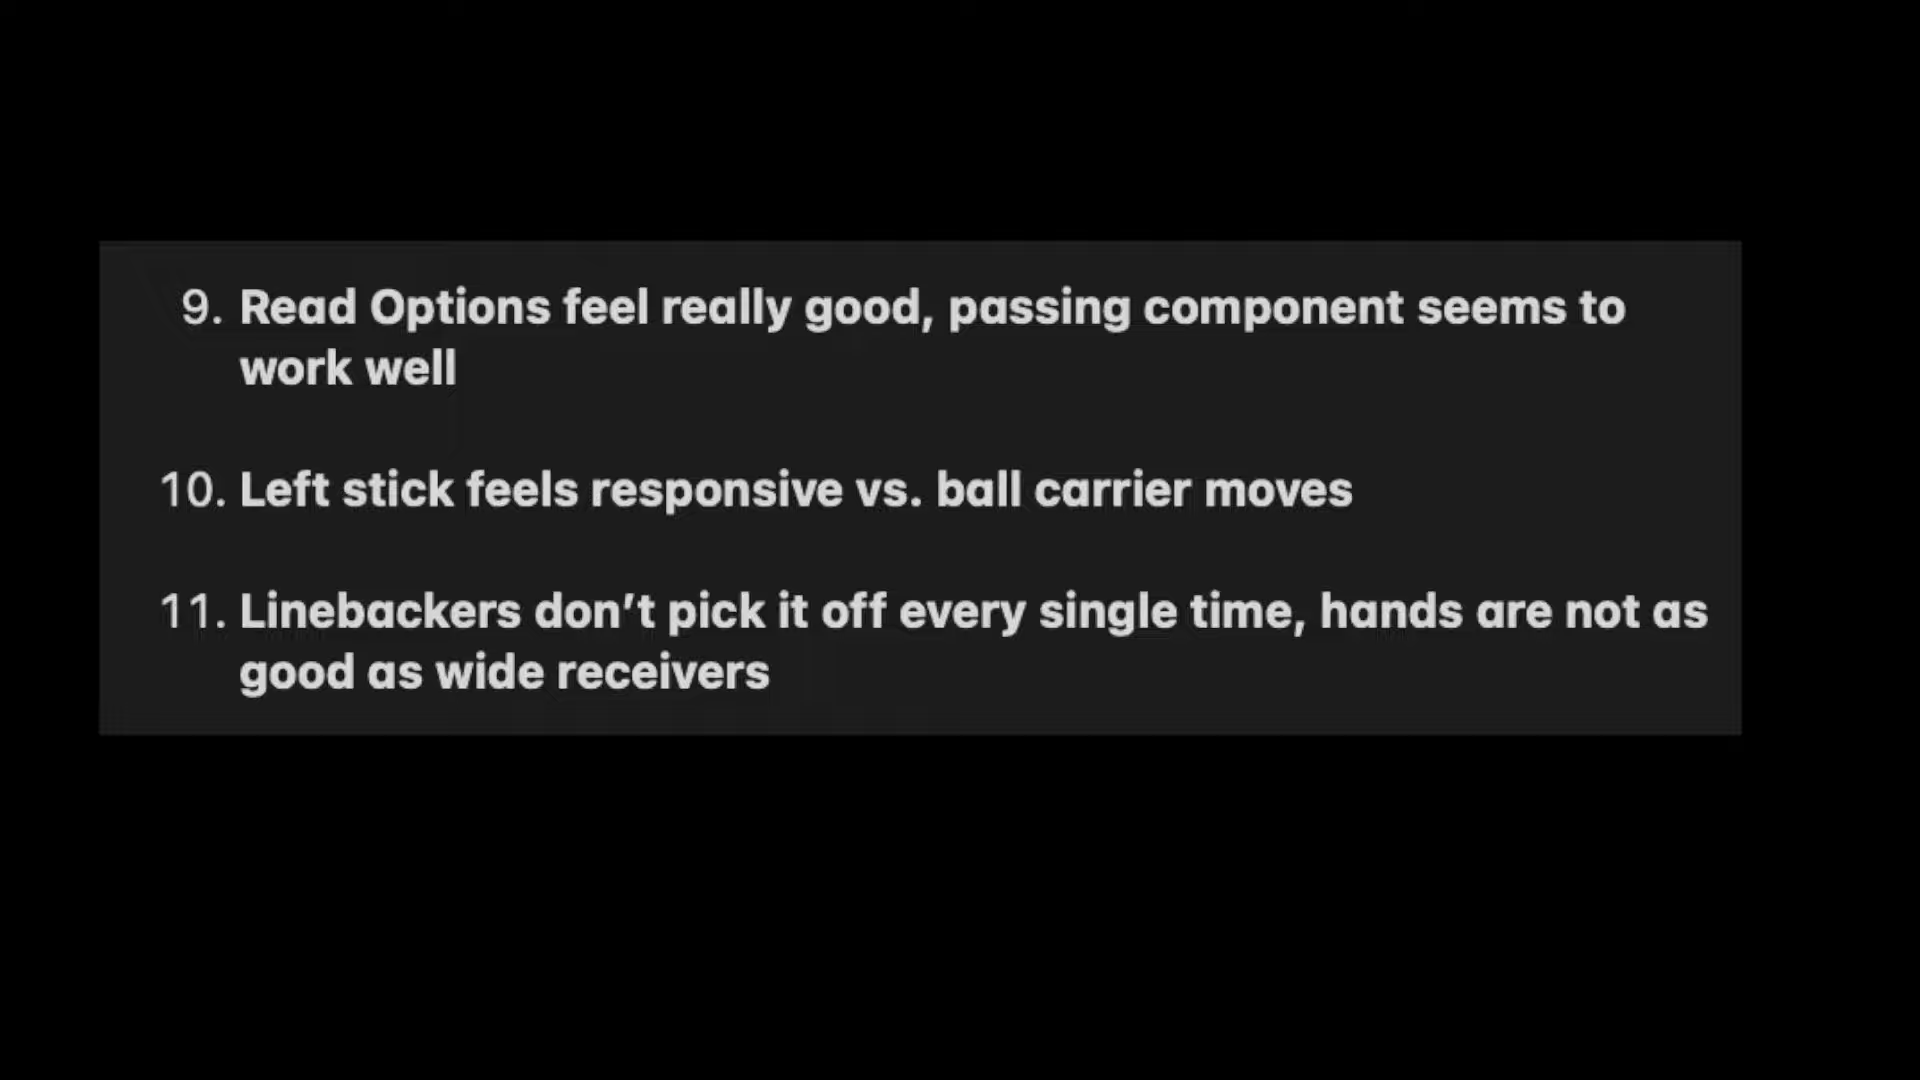 9. Read Options feel really good, passing component seems to
work well
10. Left stick feels responsive vs. ball carrier moves
11. Linebackers don’t pick it off every single time, hands are not as
good as wide receivers